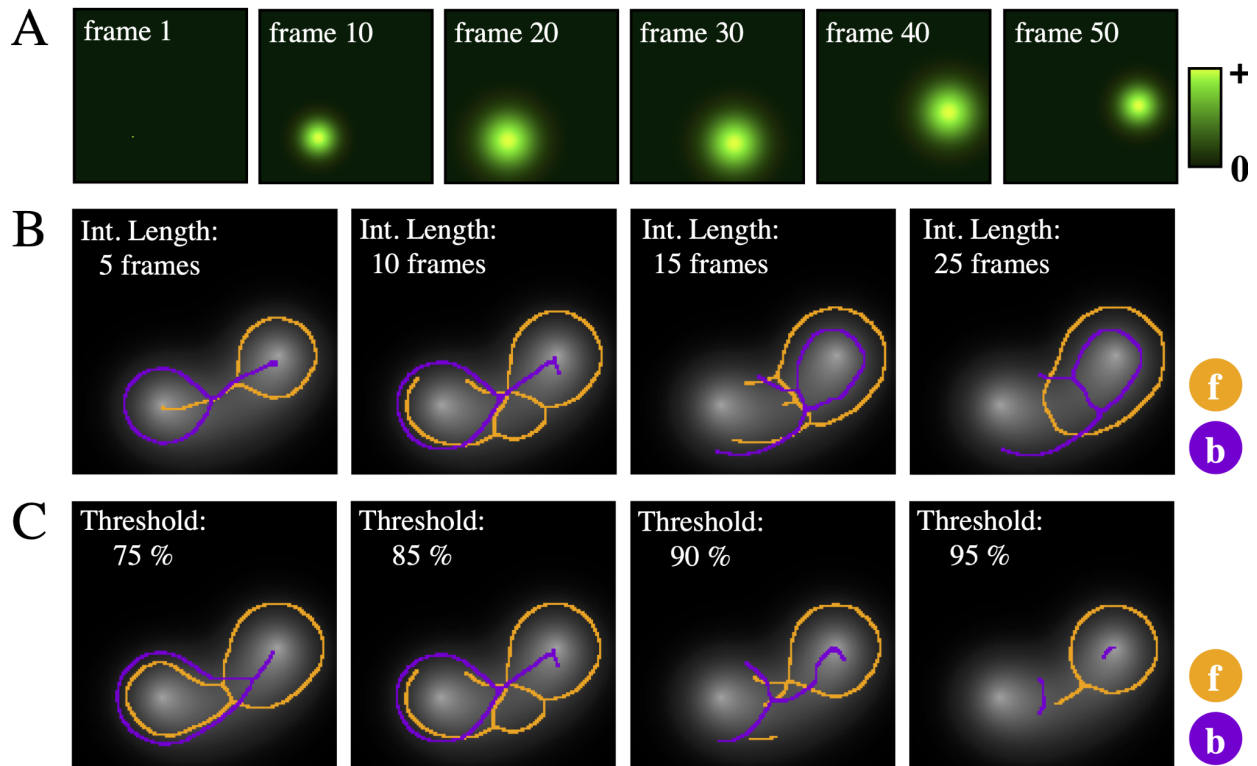 A
frame 1
frame 10
frame 20
frame 30
frame 40
frame 50
+
0
B
Int. Length:
5 frames
Int. Length:
10 frames
Int. Length:
15 frames
Int. Length:
25 frames
f
b
C
Threshold:
75 %
Threshold:
85 %
Threshold:
90 %
Threshold:
95 %
f
b